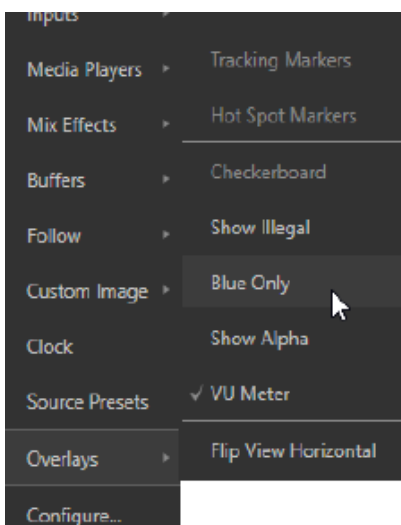 Inputs
Media Players
Mix Effects
Buffers
Follow
Custom Image
Clock
Source Presets
Overlays
Configure...
Tracking Markers
Hot Spot Markers
Checkerboard
Show Illegal
Blue Only
Show Alpha
✓ VU Meter
Flip View Horizontal